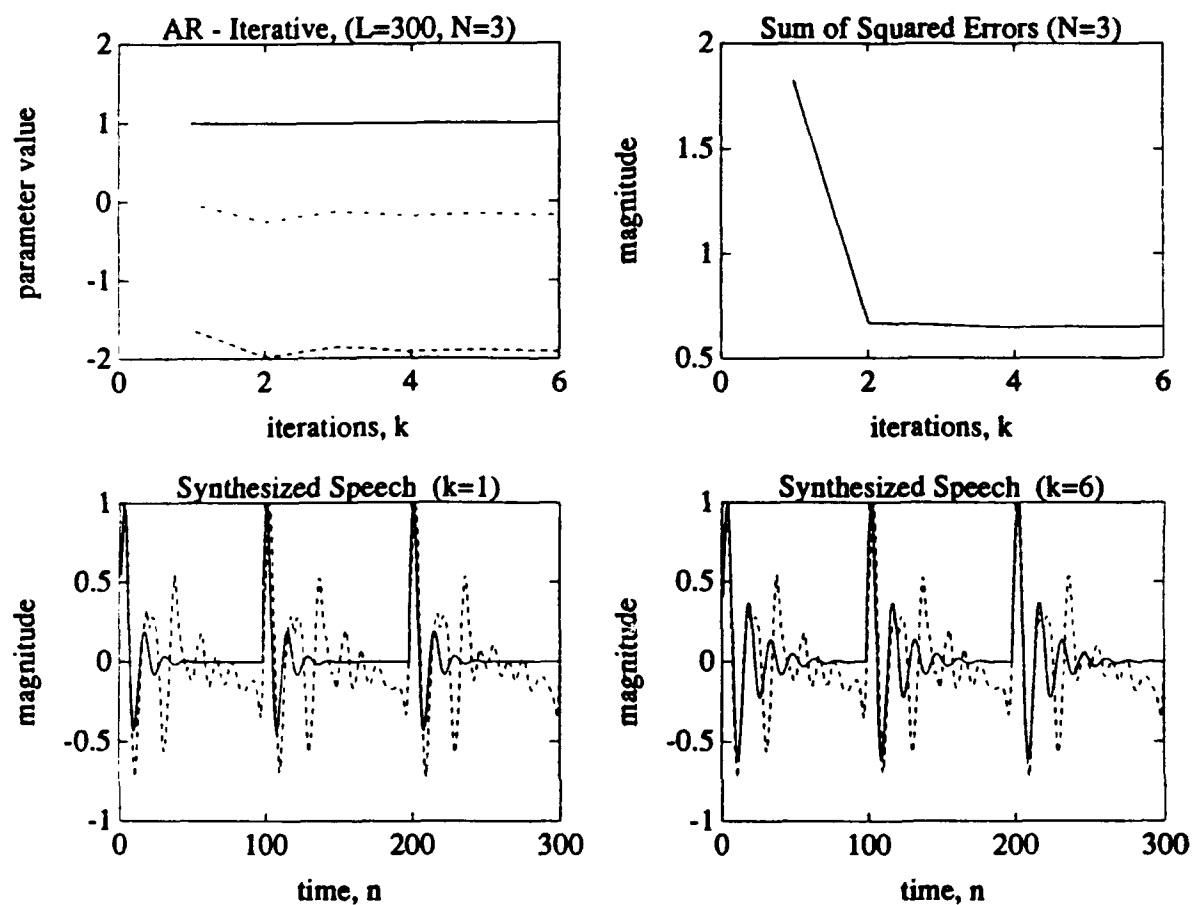 AR - Iterative, (L=300, N=3)
2
1
0
-1
-2
parameter value
0
2
4
6
iterations, k
Sum of Squared Errors (N=3)
2
1.5
1
0.5
magnitude
0
2
4
6
iterations, k
Synthesized Speech (k=1)
1
0.5
0
-0.5
-1
magnitude
0
100
200
300
time, n
Synthesized Speech (k=6)
1
0.5
0
-0.5
-1
magnitude
0
100
200
300
time, n